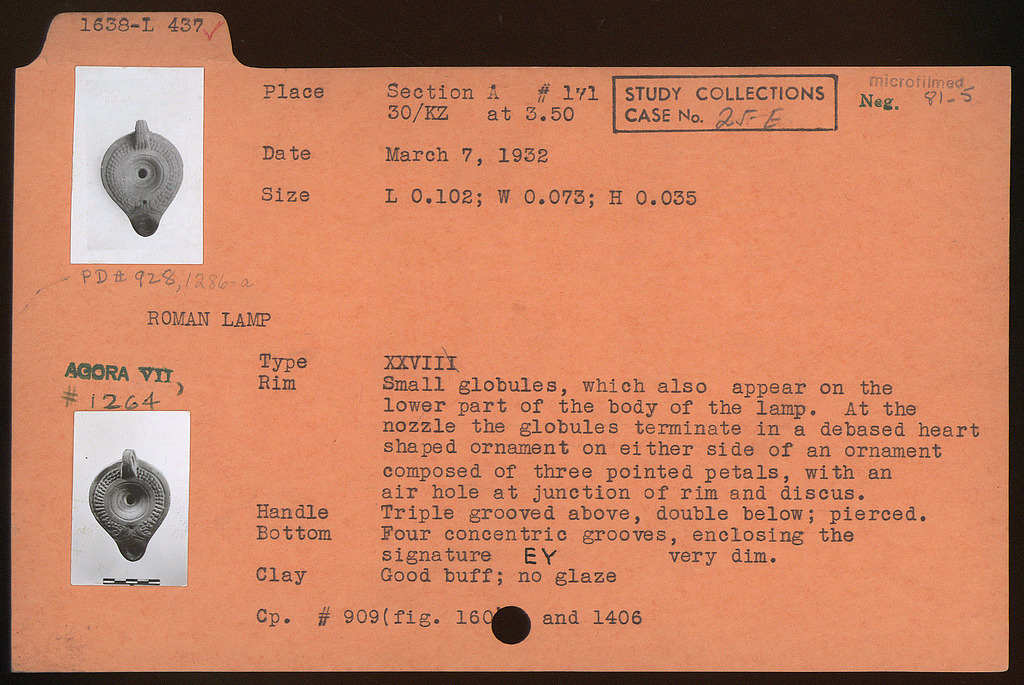 1638-L 437 ✓
Place Section A # 171
30/KZ at 3.50
STUDY COLLECTIONS
CASE No. 25-E
microfilmed
Neg. 81-5
Date March 7, 1932
Size L 0.102; W 0.073; H 0.035
PD # 928, 1286-a
ROMAN LAMP
AGORA VII,
# 1264
Type XXVIII
Rim Small globules, which also appear on the
lower part of the body of the lamp. At the
nozzle the globules terminate in a debased heart
shaped ornament on either side of an ornament
composed of three pointed petals, with an
air hole at junction of rim and discus.
Handle Triple grooved above, double below; pierced.
Bottom Four concentric grooves, enclosing the
signature EY very dim.
Clay Good buff; no glaze
Cp. # 909(fig. 160 and 1406